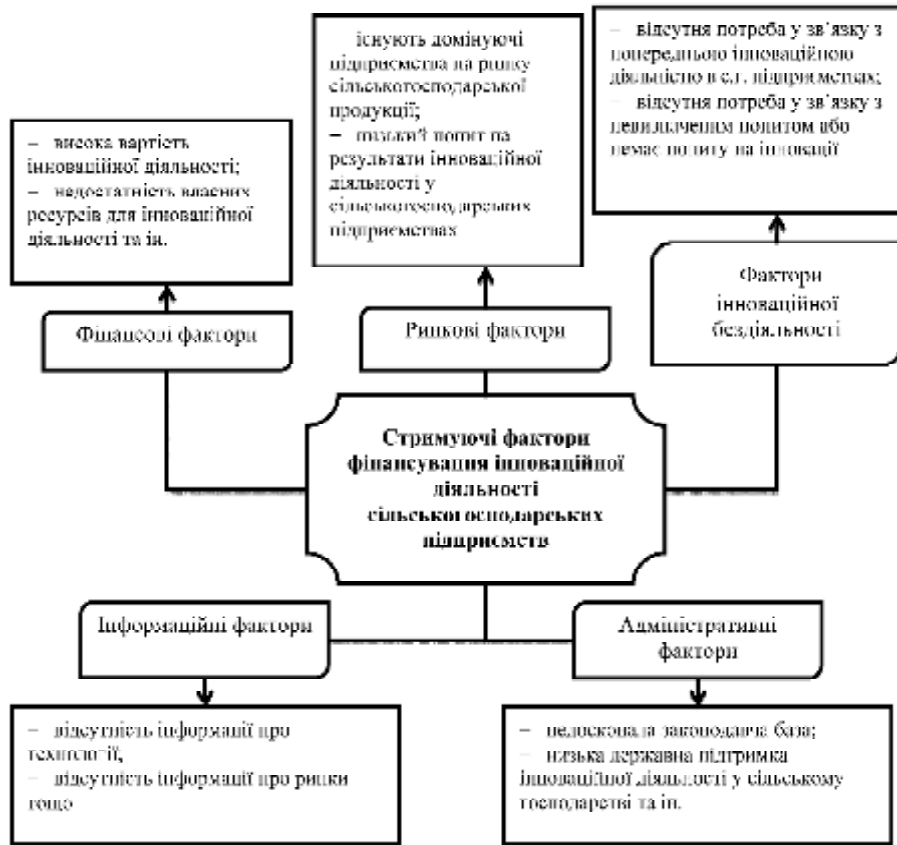 – висока вартість
інноваційної діяльності;
– недостатність власних
ресурсів для інноваційної
діяльності та ін.
Фінансові фактори
існують домінуючі
підприємства на ринку
сільськогосподарської
продукції;
– низький попит на
результати інноваційної
діяльності у
сільськогосподарських
підприємствах
Ринкові фактори
– відсутня потреба у зв’язку з
попередньою інноваційною
діяльністю в с.г. підприємствах;
– відсутня потреба у зв’язку з
невизначеним попитом або
немає попиту на інновації
Фактори
інноваційної
бездіяльності
Стримуючі фактори
фінансування інноваційної
діяльності
сільськогосподарських
підприємств
Інформаційні фактори
– відсутність інформації про
технології;
– відсутність інформації про ринки
тощо
Адміністративні
фактори
– недосконала законодавча база;
– низька державна підтримка
інноваційної діяльності у сільському
господарстві та ін.